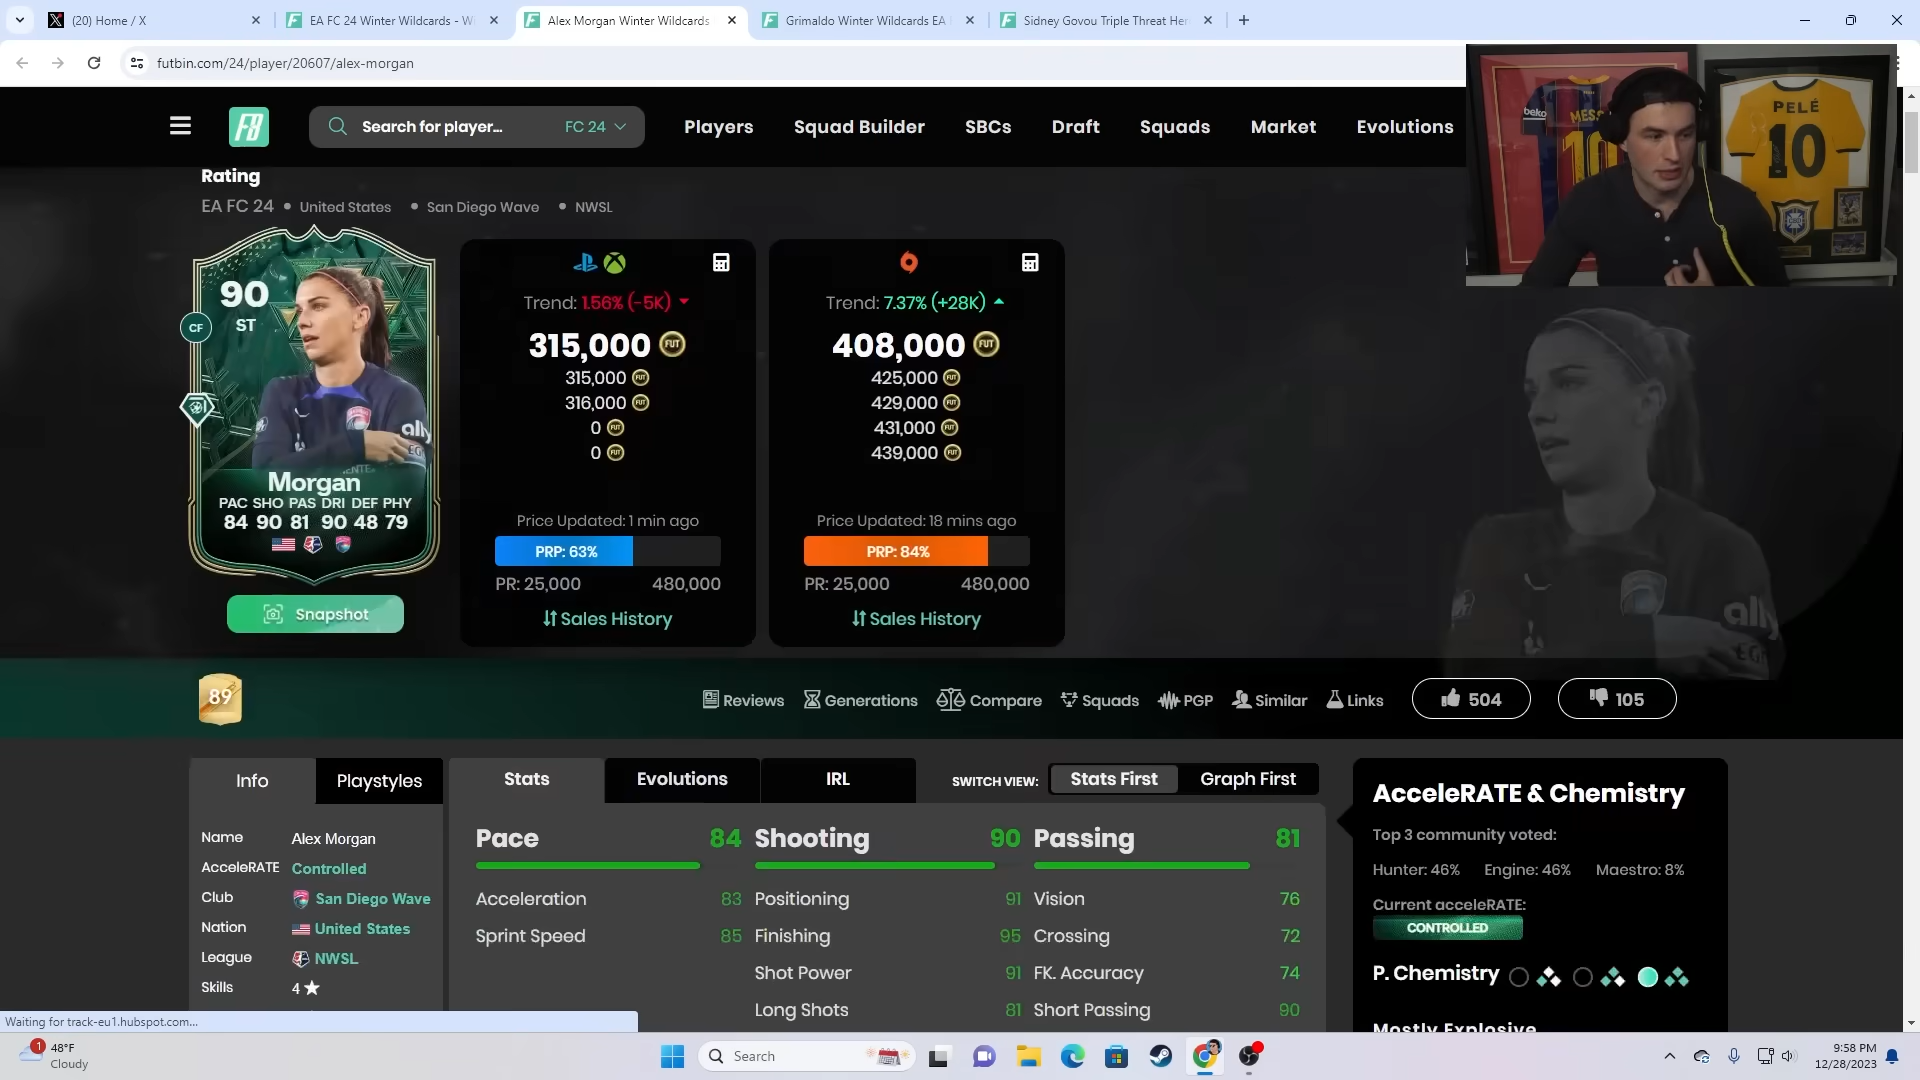 (20) Home / X
EA FC 24 Winter Wildcards - W
Alex Morgan Winter Wildcards
Grimaldo Winter Wildcards EA
Sidney Govou Triple Threat He
futbin.com/24/player/20607/alex-morgan
Search for player...
FC 24
Players
Squad Builder
SBCs
Draft
Squads
Market
Evolutions
beko
MESS
10
PELÉ
10
Rating
EA FC 24 • United States • San Diego Wave • NWSL
90
ST
CF
ally
Morgan
PAC SHO PAS DRI DEF PHY
84 90 81 90 48 79
Snapshot
Trend: 1.56% (-5K)
315,000
315,000
316,000
0
0
Price Updated: 1 min ago
PRP: 63%
PR: 25,000 480,000
Sales History
Trend: 7.37% (+28K)
408,000
425,000
429,000
431,000
439,000
Price Updated: 18 mins ago
PRP: 84%
PR: 25,000 480,000
Sales History
ally
89
Reviews
Generations
Compare
Squads
PGP
Similar
Links
504
105
Info
Playstyles
Name Alex Morgan
AcceleRATE Controlled
Club San Diego Wave
Nation United States
League NWSL
Skills 4
Stats
Evolutions
IRL
SWITCH VIEW:
Stats First
Graph First
Pace 84
Acceleration 83
Sprint Speed 85
Shooting 90
Positioning 91
Finishing 95
Shot Power 91
Long Shots 81
Passing 81
Vision 76
Crossing 72
FK. Accuracy 74
Short Passing 90
AcceleRATE & Chemistry
Top 3 community voted:
Hunter: 46% Engine: 46% Maestro: 8%
Current acceleRATE:
CONTROLLED
P. Chemistry
Mostly Explosive
Waiting for track-eu1.hubspot.com...
1
48°F
Cloudy
Search
9:58 PM
12/28/2023